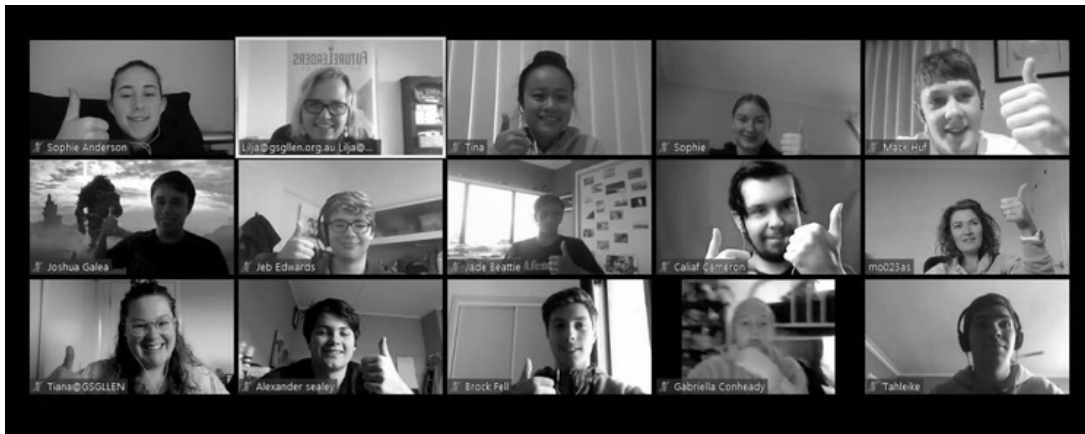 Sophie Anderson
FUTURELEADERS
Lilja@gsgllen.org.au Lilja@...
Tina
Sophie
Mack Huf
Joshua Galea
Jeb Edwards
Jade Beattie
Caliaf Cameron
mo023as
Tiana@GSGLLEN
Alexander sealey
Brock Fell
Gabriella Conheady
Tahleike